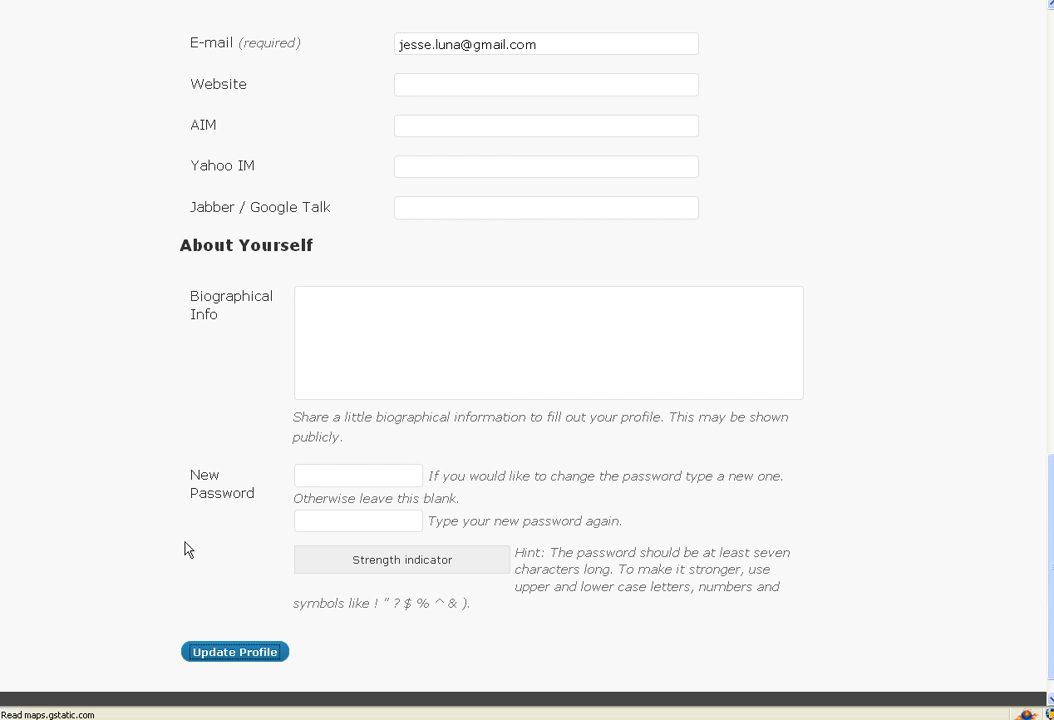 E-mail (required)
jesse.luna@gmail.com
Website
AIM
Yahoo IM
Jabber / Google Talk
About Yourself
Biographical
Info
Share a little biographical information to fill out your profile. This may be shown
publicly.
New
Password
If you would like to change the password type a new one.
Otherwise leave this blank.
Type your new password again.
Strength indicator
Hint: The password should be at least seven
characters long. To make it stronger, use
upper and lower case letters, numbers and
symbols like ! " ? $ % ^ & ).
Update Profile
Read maps.gstatic.com